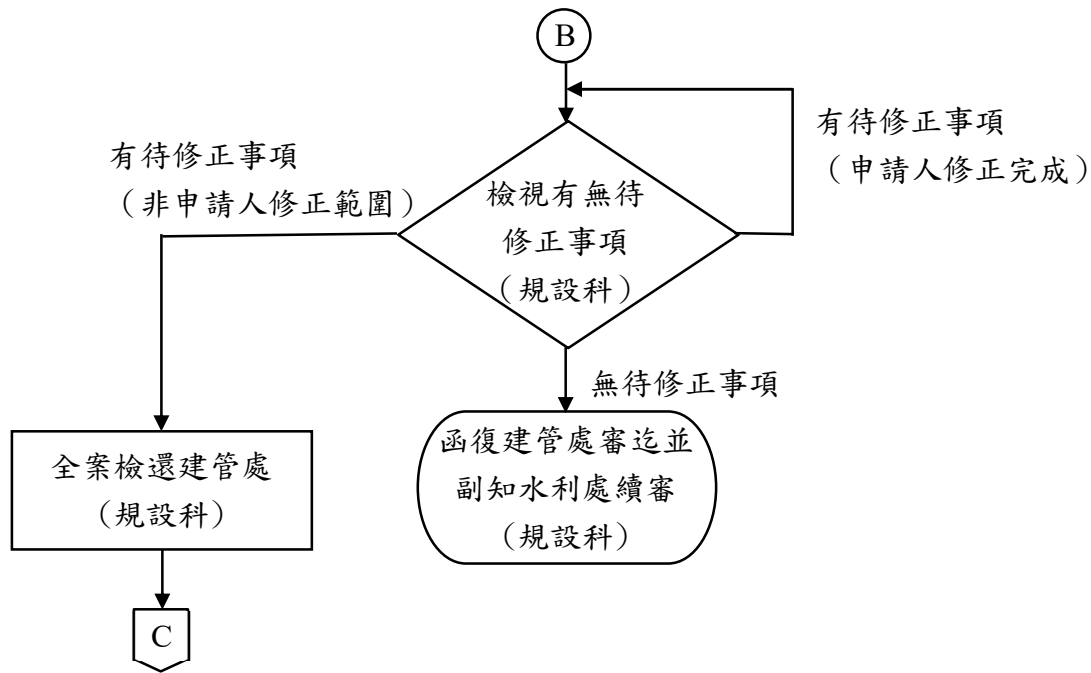 B
有待修正事項
（申請人修正完成）
有待修正事項
（非申請人修正範圍）
檢視有無待
修正事項
（規設科）
無待修正事項
函復建管處審迄並
副知水利處續審
（規設科）
全案檢還建管處
（規設科）
C